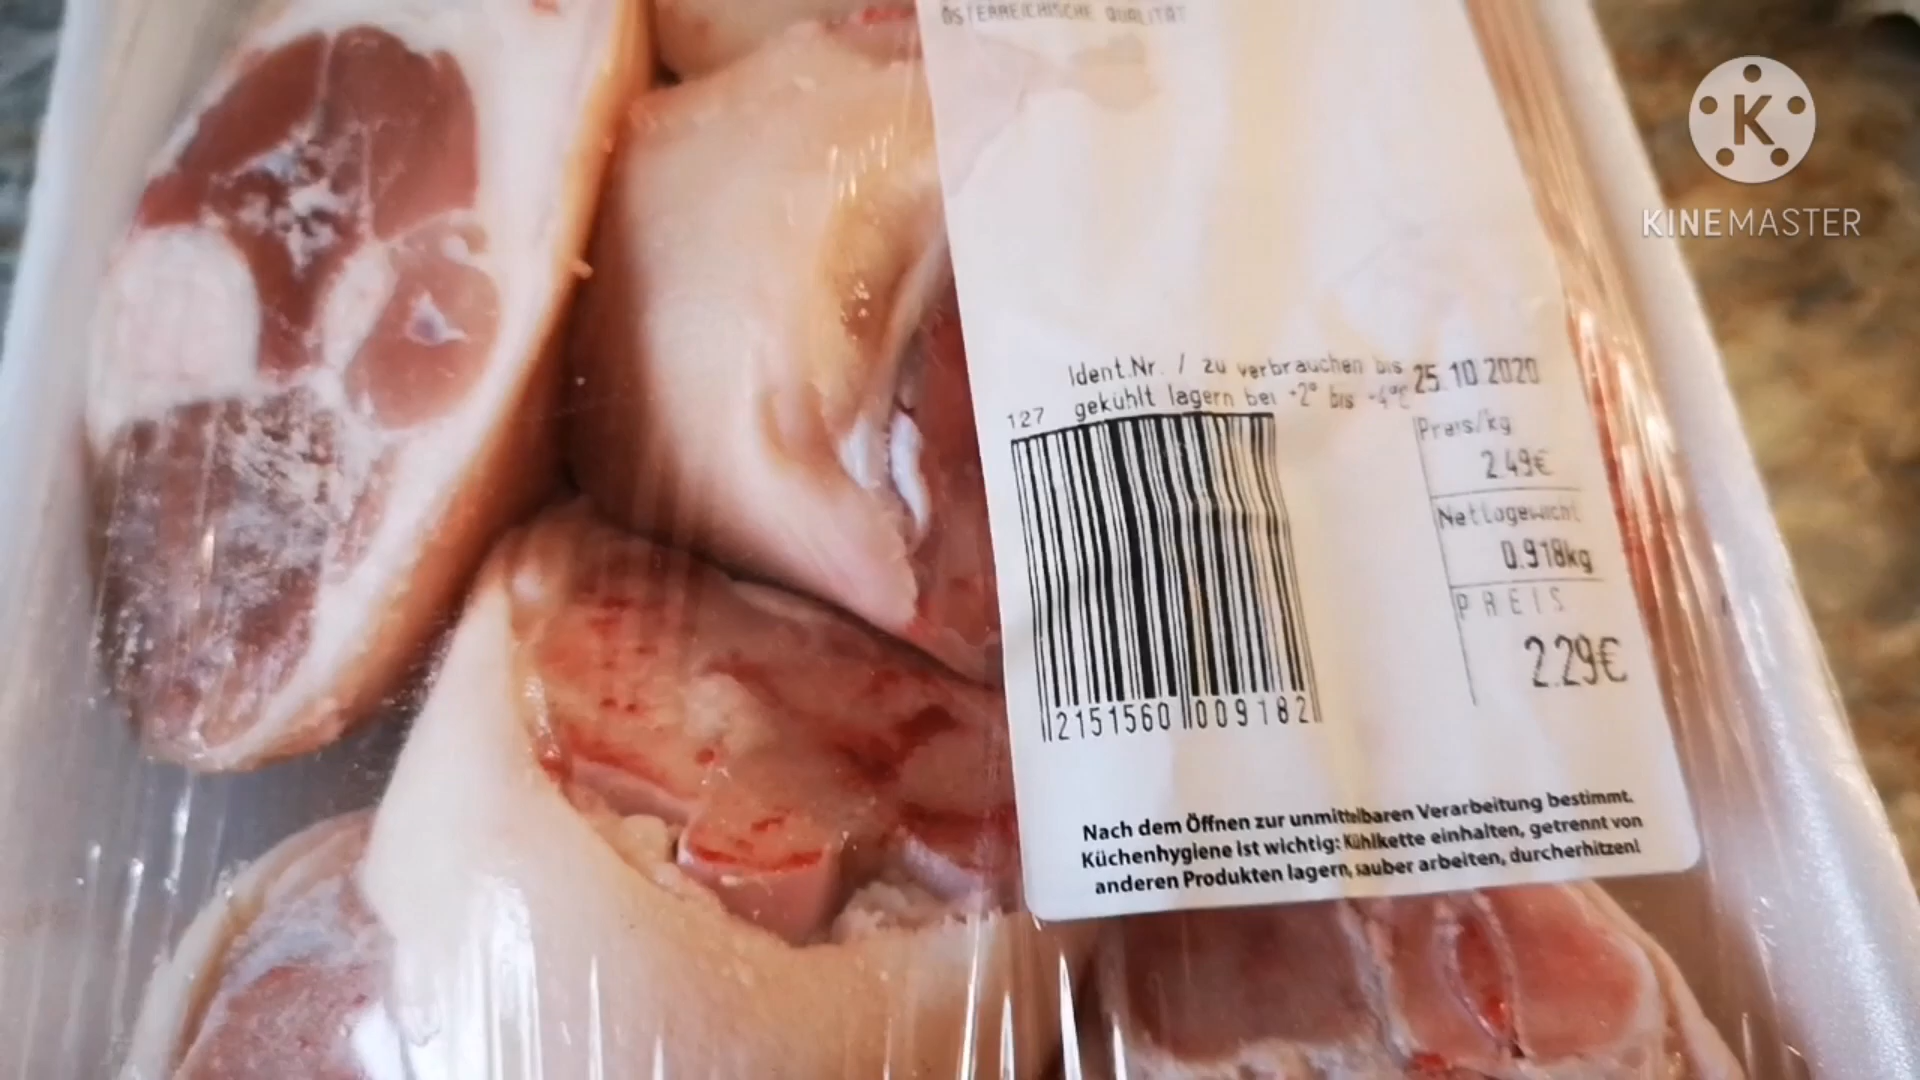 ÖSTERREICHISCHE QUALITÄT
KINEMASTER
Ident.Nr. / zu verbrauchen bis 25.10.2020
gekühlt lagern bei +2° bis +4°C
127
Preis/kg
2.49€
Nettogewicht
0.918kg
PREIS
2.29€
2151560 009182
Nach dem Öffnen zur unmittelbaren Verarbeitung bestimmt.
Küchenhygiene ist wichtig: Kühlkette einhalten, getrennt von
anderen Produkten lagern, sauber arbeiten, durcherhitzen!